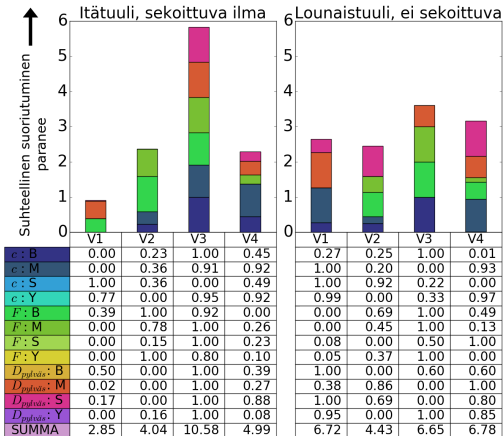 Itätuuli, sekoittuva ilma
Lounaistuuli, ei sekoittuva
Suhteellinen suoriutuminen
paranee
6
5
4
3
2
1
0
6
5
4
3
2
1
0
V1 V2 V3 V4 V1 V2 V3 V4
c : B 0.00 0.23 1.00 0.45 0.27 0.25 1.00 0.01
c : M 0.00 0.36 0.91 0.92 1.00 0.20 0.00 0.93
c : S 1.00 0.36 0.00 0.49 1.00 0.92 0.22 0.00
c : Y 0.77 0.00 0.95 0.92 0.99 0.00 0.33 0.97
F : B 0.39 1.00 0.92 0.00 0.00 0.69 1.00 0.49
F : M 0.00 0.78 1.00 0.26 0.00 0.45 1.00 0.13
F : S 0.00 0.15 1.00 0.23 0.08 0.00 0.50 1.00
F : Y 0.00 1.00 0.80 0.10 0.05 0.37 1.00 0.00
Dpylväs : B 0.50 0.00 1.00 0.39 1.00 0.00 0.60 0.60
Dpylväs : M 0.02 0.00 1.00 0.27 0.38 0.86 1.00 0.00
Dpylväs : S 0.17 0.00 1.00 0.88 1.00 0.69 0.00 0.80
Dpylväs : Y 0.00 0.16 1.00 0.08 0.95 0.00 1.00 0.85
SUMMA 2.85 4.04 10.58 4.99 6.72 4.43 6.65 6.78